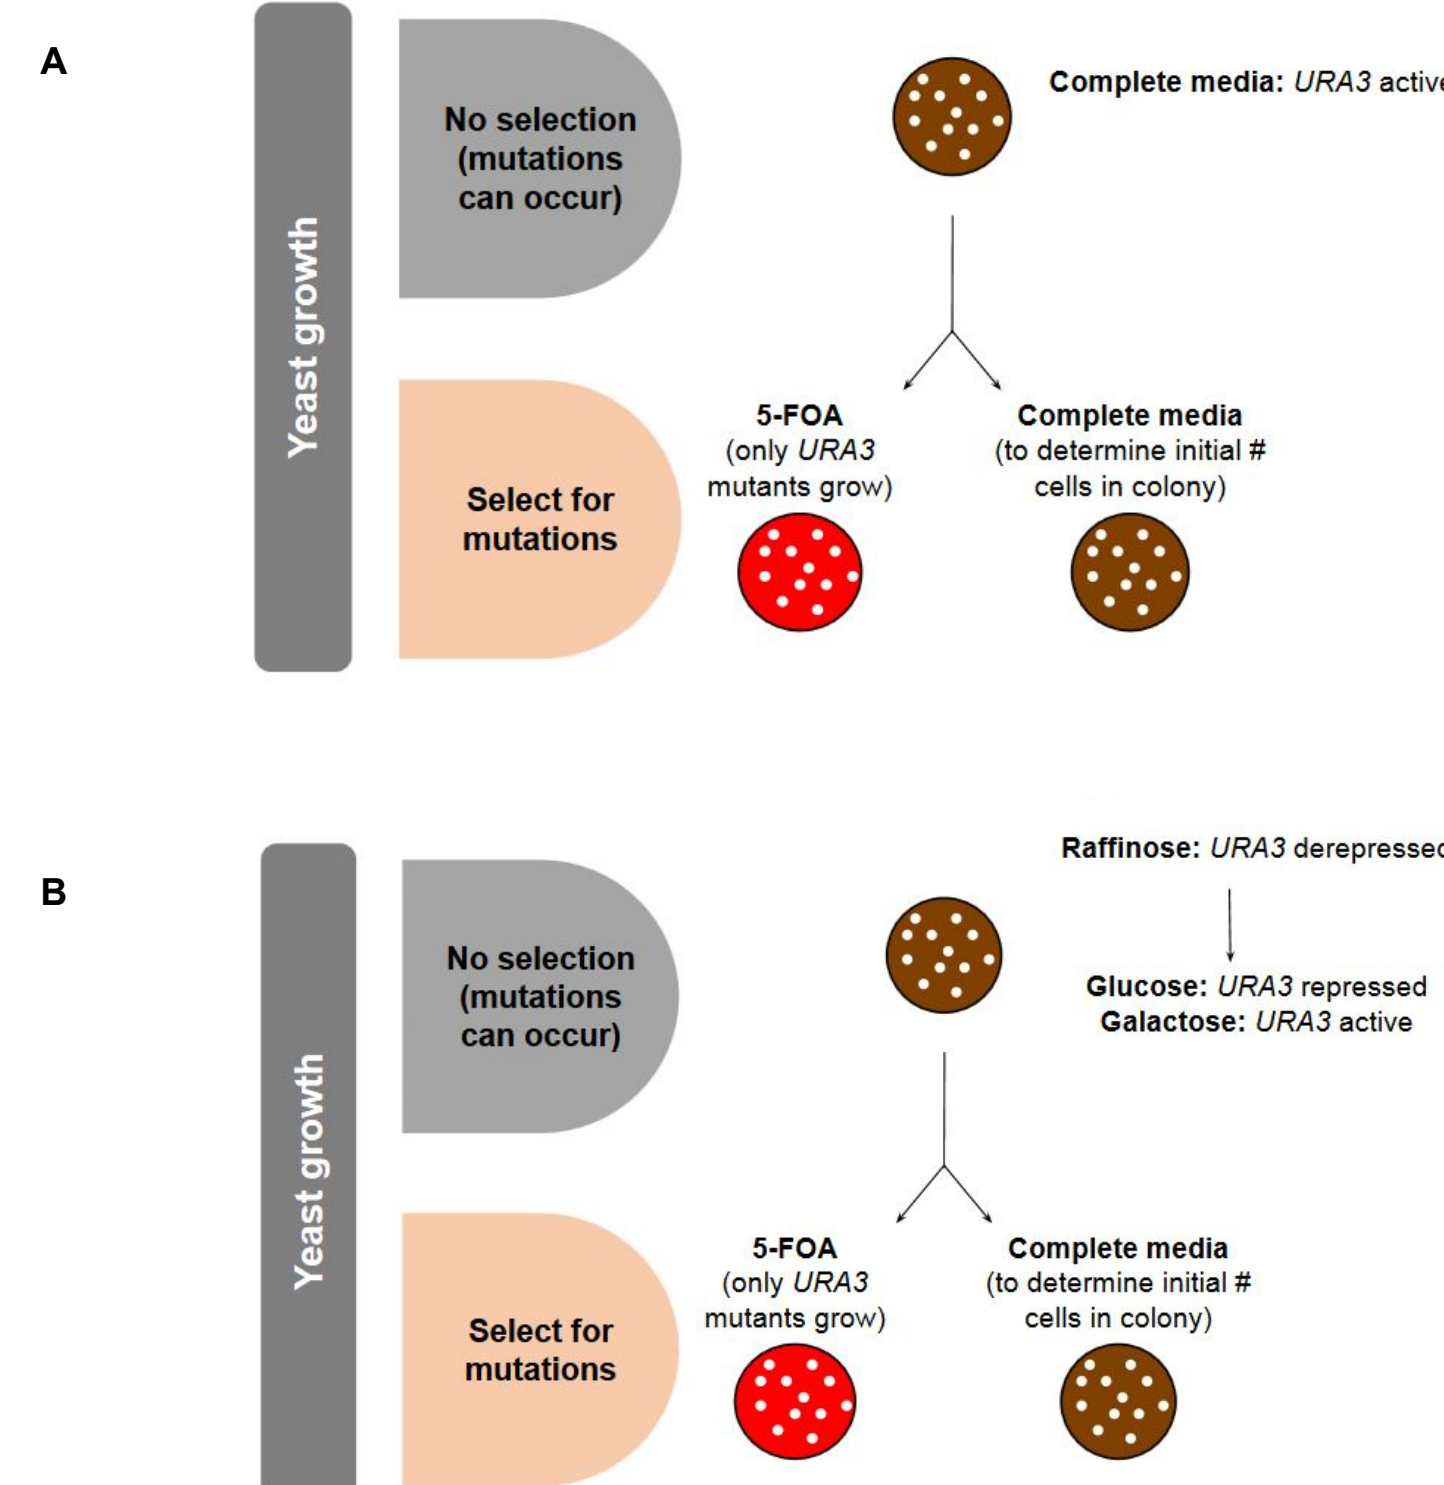 A
Yeast growth
No selection
(mutations
can occur)
Complete media: URA3 active
Select for
mutations
5-FOA
(only URA3
mutants grow)
Complete media
(to determine initial #
cells in colony)
B
Yeast growth
No selection
(mutations
can occur)
Raffinose: URA3 derepressed
Glucose: URA3 repressed
Galactose: URA3 active
Select for
mutations
5-FOA
(only URA3
mutants grow)
Complete media
(to determine initial #
cells in colony)